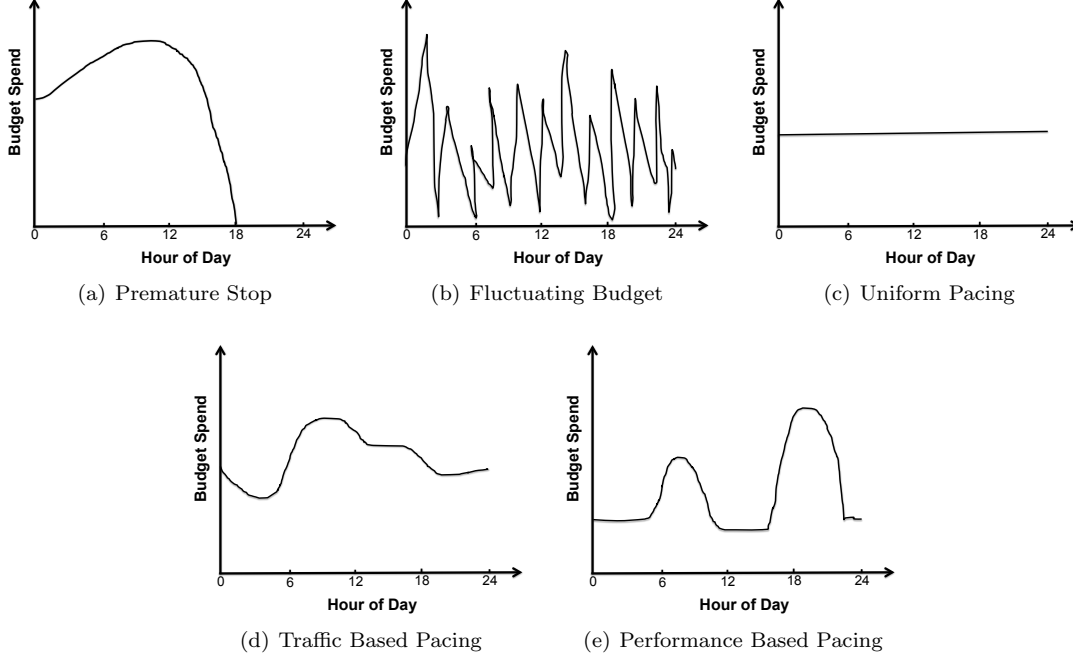 Budget Spend
0 6 12 18 24
Hour of Day
(a) Premature Stop
Budget Spend
0 6 12 18 24
Hour of Day
(b) Fluctuating Budget
Budget Spend
0 6 12 18 24
Hour of Day
(c) Uniform Pacing
Budget Spend
0 6 12 18 24
Hour of Day
(d) Traffic Based Pacing
Budget Spend
0 6 12 18 24
Hour of Day
(e) Performance Based Pacing